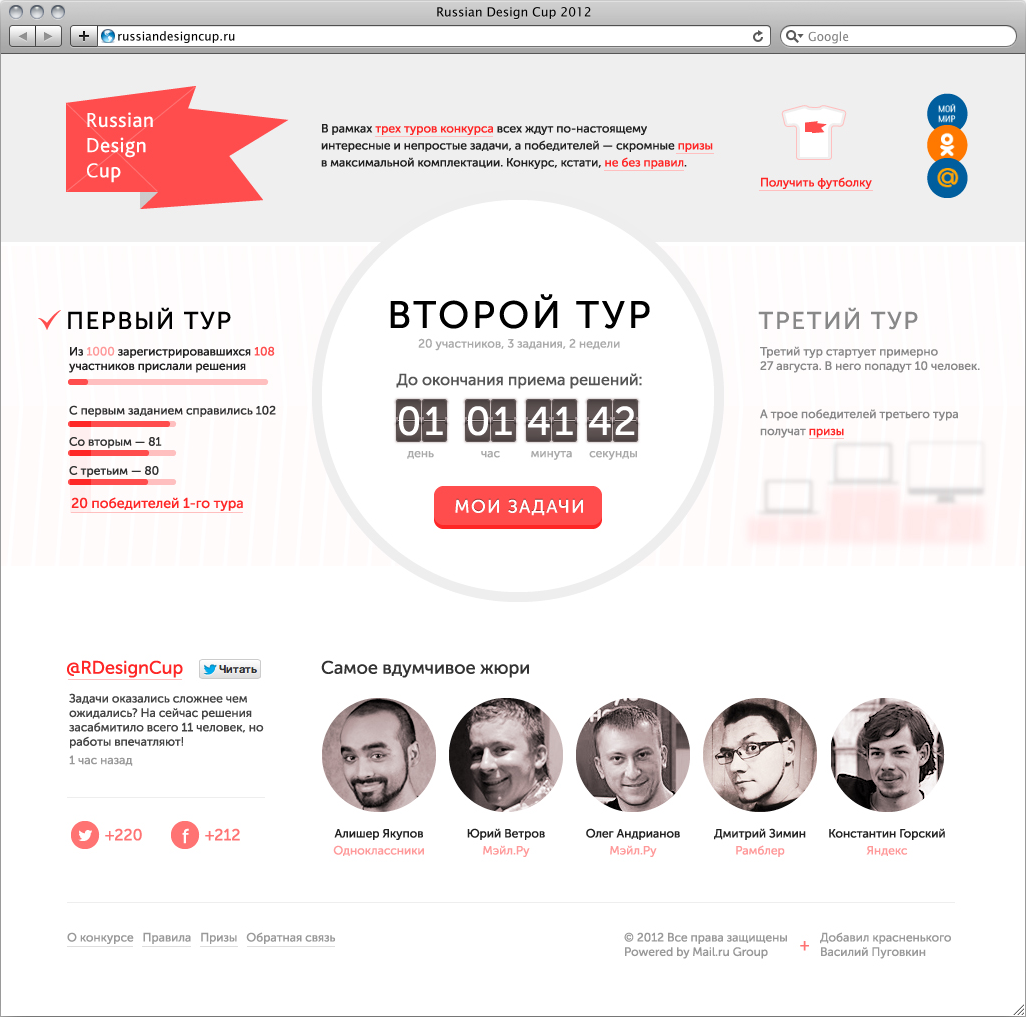 Russian Design Cup 2012
russiandesigncup.ru
Google
Russian
Design
Cup
В рамках трех туров конкурса всех ждут по-настоящему
интересные и непростые задачи, а победителей — скромные призы
в максимальной комплектации. Конкурс, кстати, не без правил.
Получить футболку
МОЙ
МИР
ПЕРВЫЙ ТУР
Из 1000 зарегистрировавшихся 108
участников прислали решения
С первым заданием справились 102
Со вторым — 81
С третьим — 80
20 победителей 1-го тура
ВТОРОЙ ТУР
20 участников, 3 задания, 2 недели
До окончания приема решений:
01 01 41 42
день час минута секунды
МОИ ЗАДАЧИ
ТРЕТИЙ ТУР
Третий тур стартует примерно
27 августа. В него попадут 10 человек.
А трое победителей третьего тура
получат призы
@RDesignCup
Читать
Задачи оказались сложнее чем
ожидались? На сейчас решения
засабмитило всего 11 человек, но
работы впечатляют!
1 час назад
+220 +212
Самое вдумчивое жюри
Алишер Якупов
Одноклассники
Юрий Ветров
Мэйл.Ру
Олег Андрианов
Мэйл.Ру
Дмитрий Зимин
Рамблер
Константин Горский
Яндекс
О конкурсе Правила Призы Обратная связь
© 2012 Все права защищены
Powered by Mail.ru Group
+
Добавил красненького
Василий Пуговкин